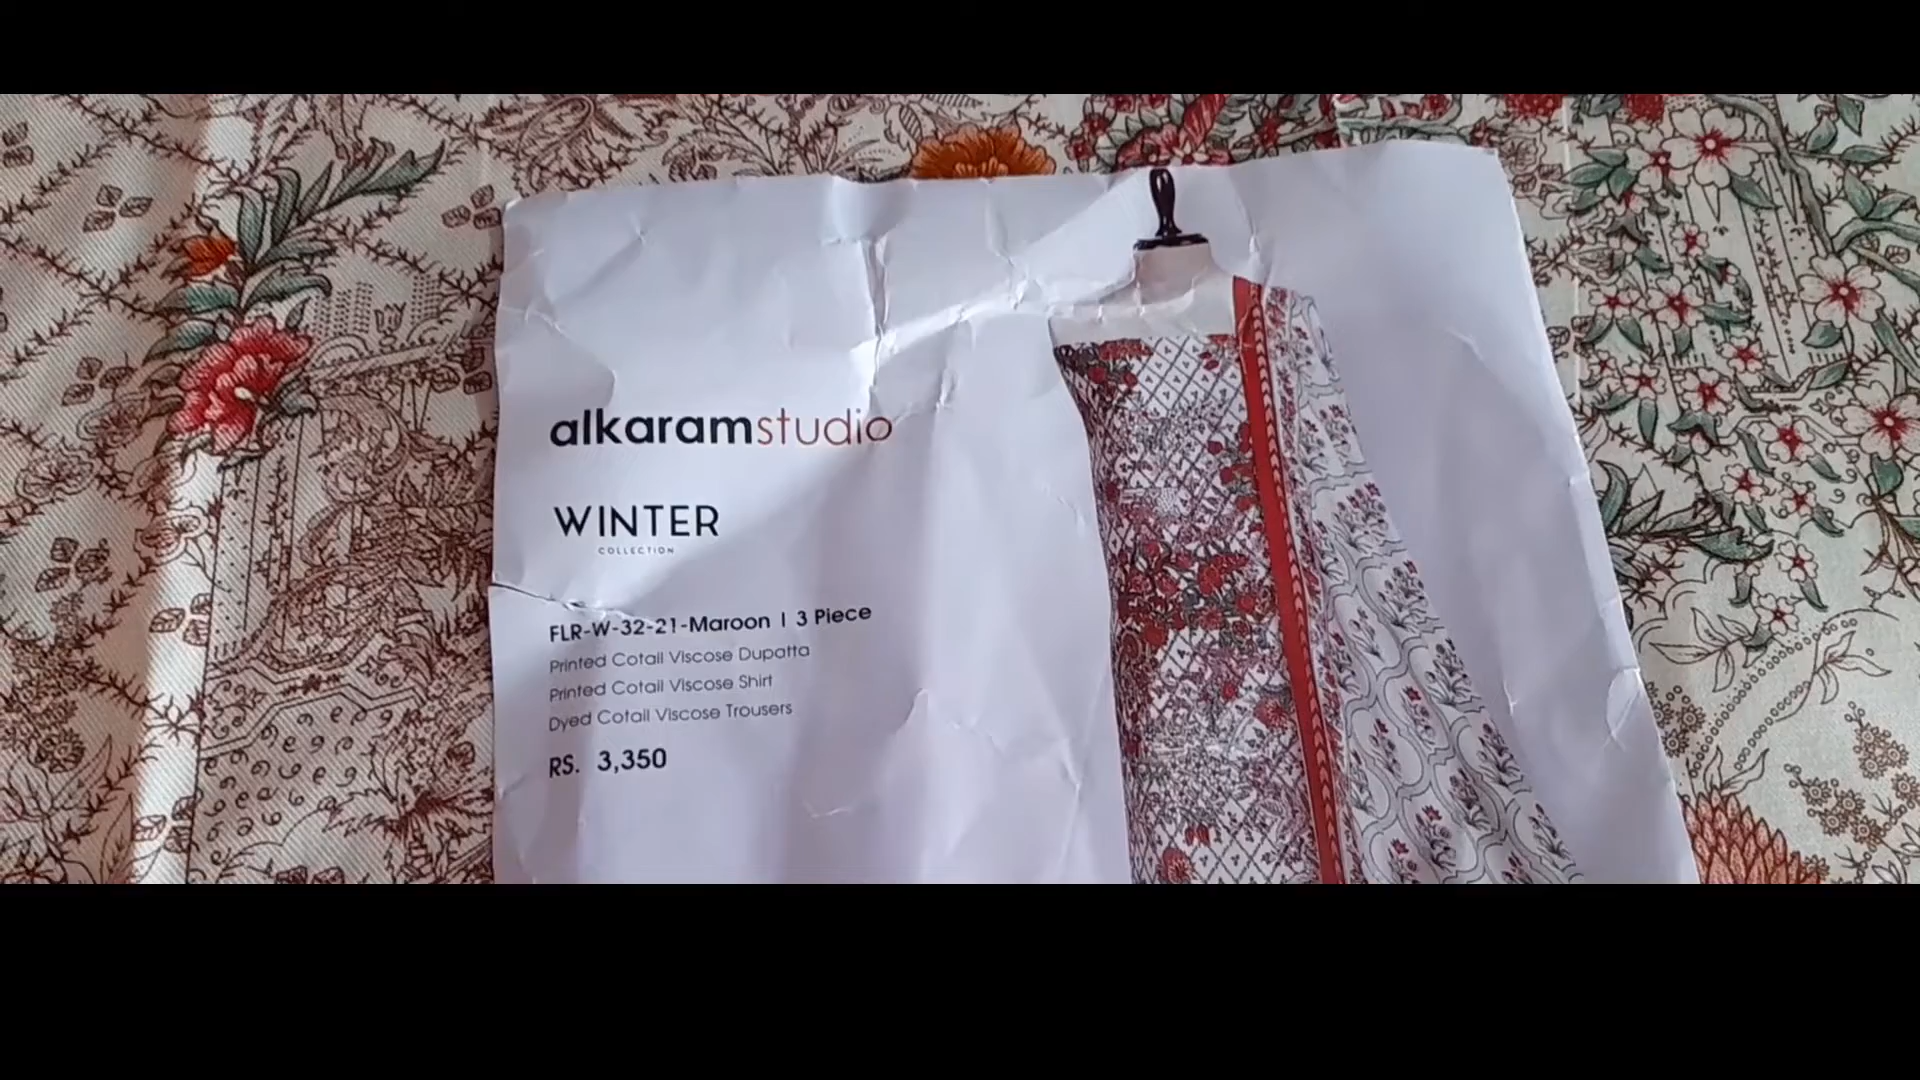 alkaramstudio
WINTER
COLLECTION
FLR-W-32-21-Maroon | 3 Piece
Printed Cotail Viscose Dupatta
Printed Cotail Viscose Shirt
Dyed Cotail Viscose Trousers
RS. 3,350